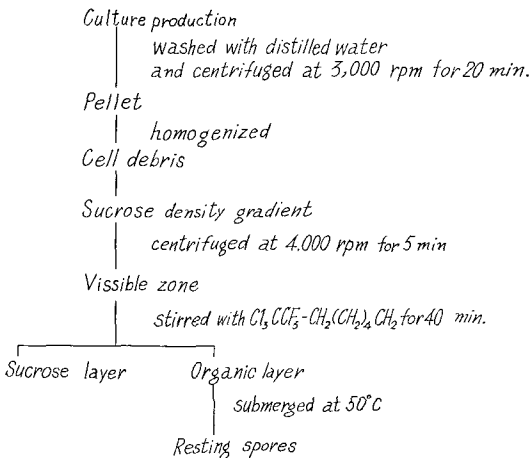 Culture production
washed with distilled water
and centrifuged at 3,000 rpm for 20 min.
Pellet
homogenized
Cell debris
Sucrose density gradient
centrifuged at 4.000 rpm for 5 min
Vissible zone
stirred with Cl₃CCF₃-CH₂(CH₂)₄CH₂ for 40 min.
Sucrose layer
Organic layer
submerged at 50°C
Resting spores